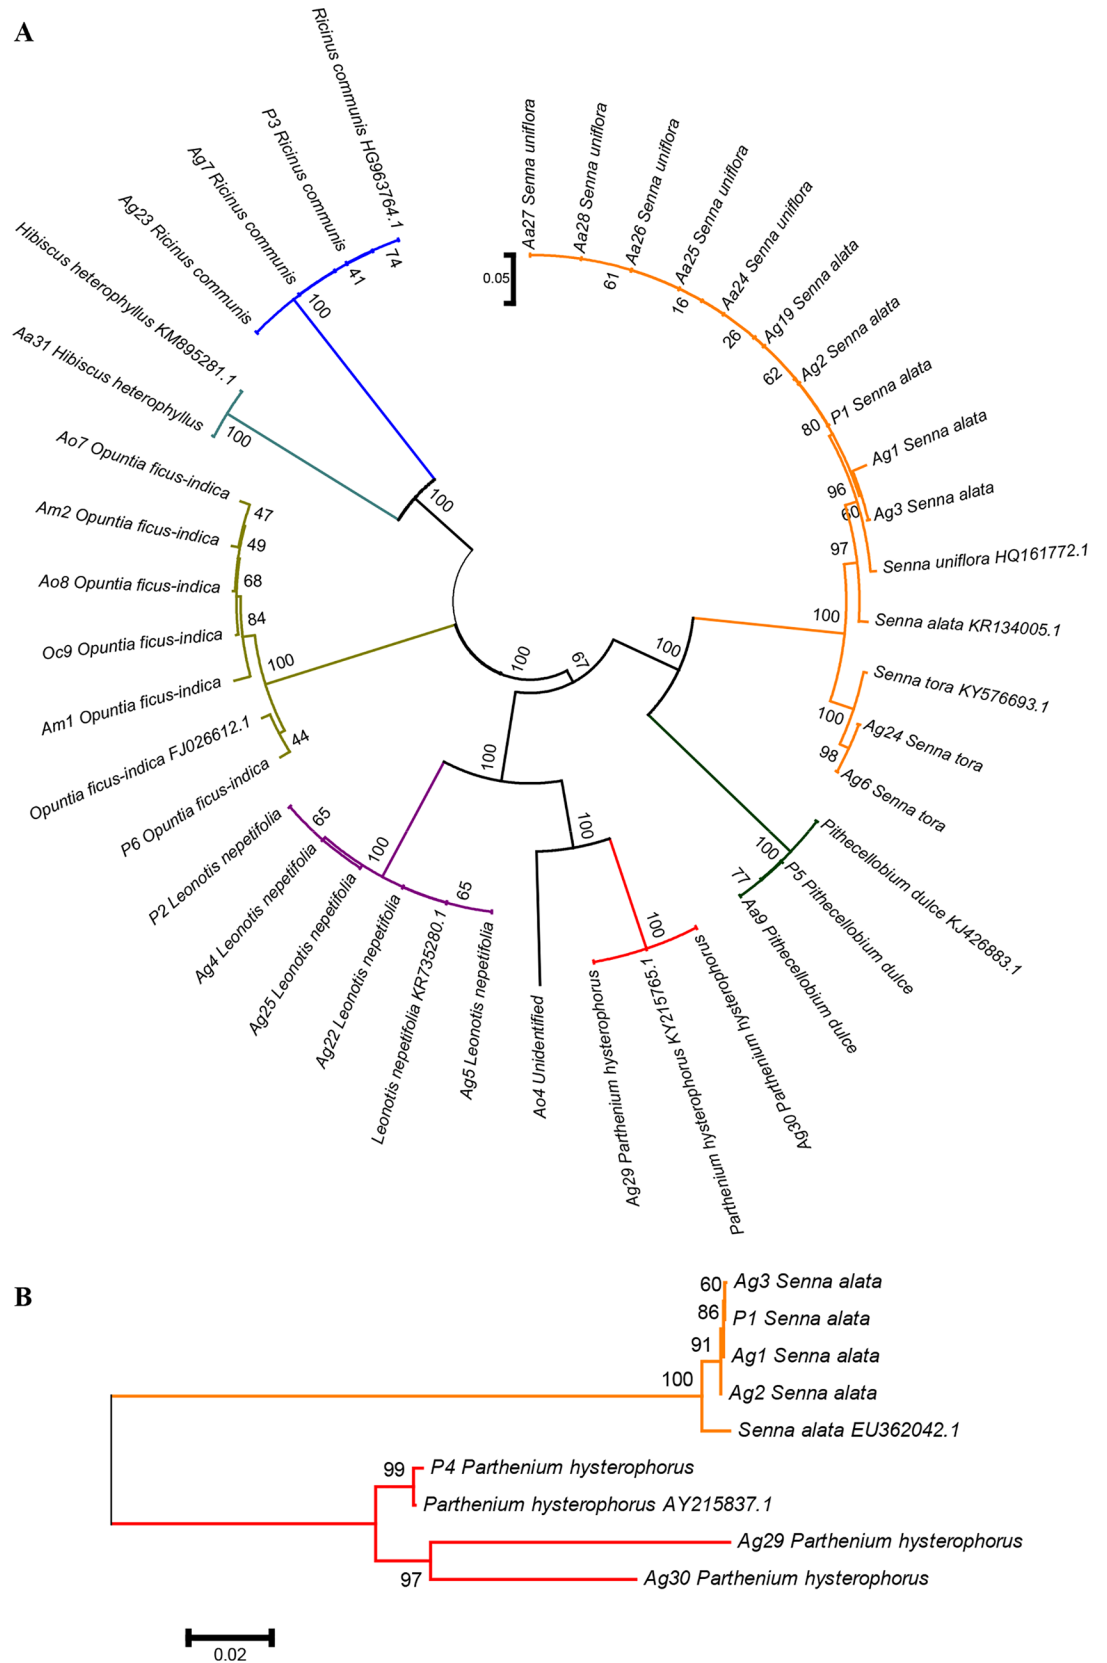 A
Ricinus communis HG963764.1
P3 Ricinus communis
Ag7 Ricinus communis
Ag23 Ricinus communis
Hibiscus heterophyllus KM895281.1
Aa31 Hibiscus heterophyllus
Ao7 Opuntia ficus-indica
Am2 Opuntia ficus-indica
Ao8 Opuntia ficus-indica
Oc9 Opuntia ficus-indica
Am1 Opuntia ficus-indica
Opuntia ficus-indica FJ026612.1
P6 Opuntia ficus-indica
P2 Leonotis nepetifolia
Ag4 Leonotis nepetifolia
Ag25 Leonotis nepetifolia
Ag22 Leonotis nepetifolia
Leonotis nepetifolia KR735280.1
Ag5 Leonotis nepetifolia
Ao4 Unidentified
Ag29 Parthenium hysterophorus
Parthenium hysterophorus KY215765.1
Ag30 Parthenium hysterophorus
Aa9 Pithecellobium dulce
P5 Pithecellobium dulce
Pithecellobium dulce KJ426883.1
Ag6 Senna tora
Ag24 Senna tora
Senna tora KY576693.1
Senna alata KR134005.1
Senna uniflora HQ161772.1
Ag3 Senna alata
Ag1 Senna alata
P1 Senna alata
Ag2 Senna alata
Ag19 Senna alata
Aa24 Senna uniflora
Aa25 Senna uniflora
Aa26 Senna uniflora
Aa28 Senna uniflora
Aa27 Senna uniflora
0.05
74
41
100
100
100
47
49
68
84
100
44
65
100
65
100
100
67
100
100
100
100
77
98
100
100
97
60
96
80
62
26
16
61
B
60
Ag3 Senna alata
86
P1 Senna alata
91
Ag1 Senna alata
100
Ag2 Senna alata
Senna alata EU362042.1
99
P4 Parthenium hysterophorus
Parthenium hysterophorus AY215837.1
Ag29 Parthenium hysterophorus
97
Ag30 Parthenium hysterophorus
0.02